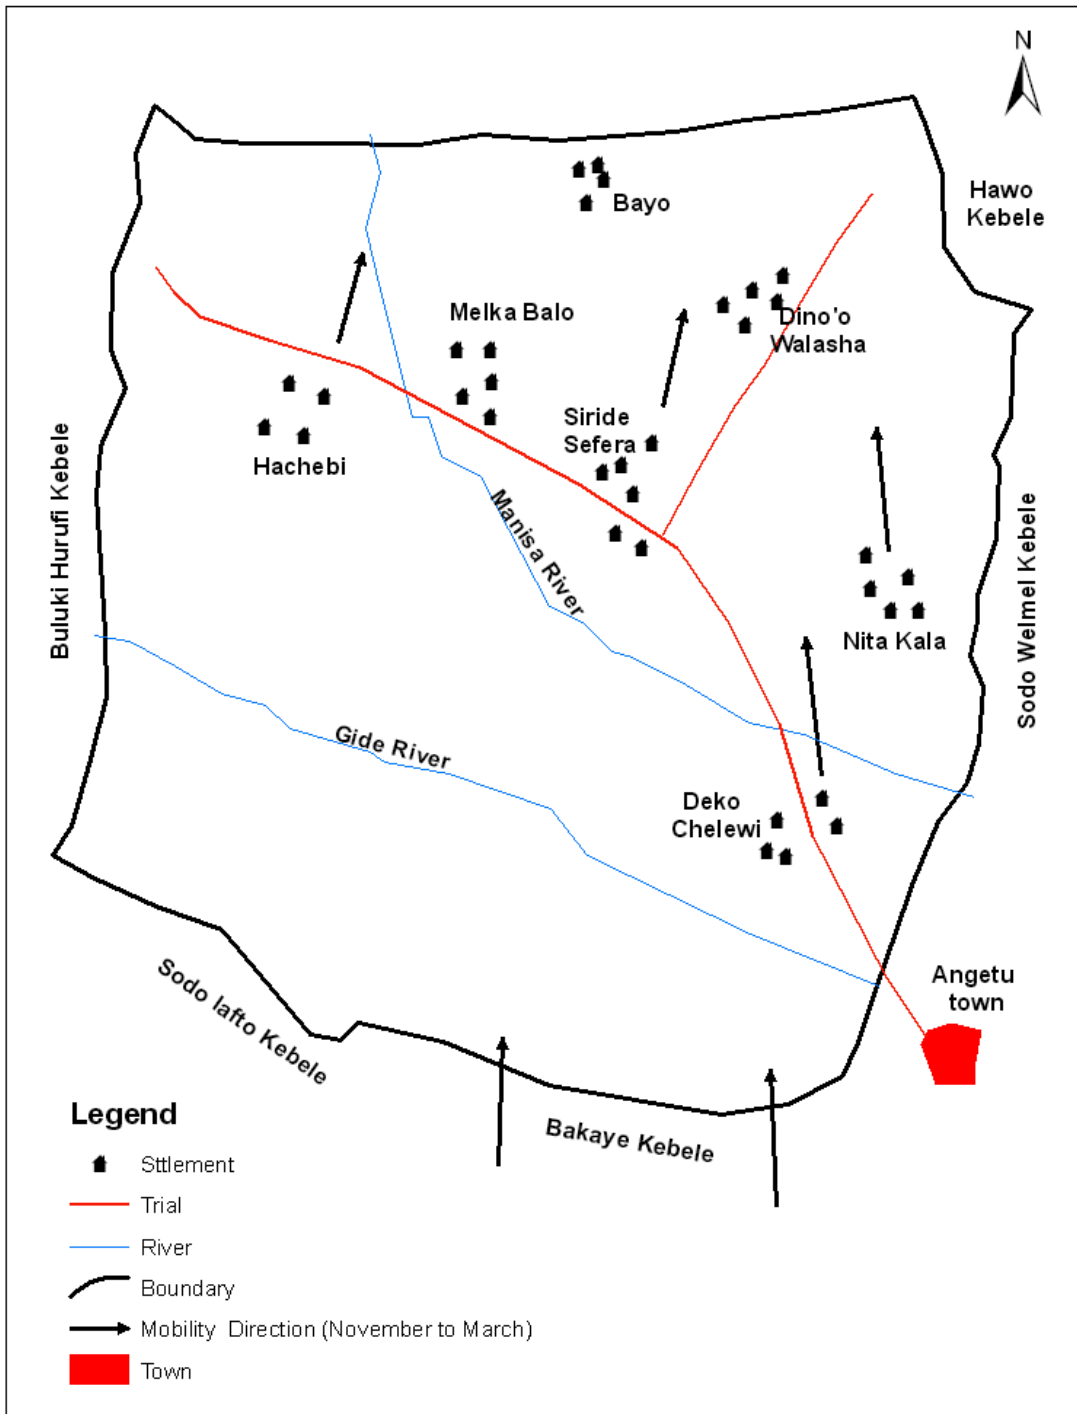 N
Hawo
Kebele
Bayo
Melka Balo
Dino'o
Walasha
Siride
Sefera
Hachebi
Buluki Hurufi Kebele
Manisa River
Nita Kala
Sodo Welmel Kebele
Gide River
Deko
Chelewi
Angetu
town
Sodo lafto Kebele
Bakaye Kebele
Legend
Sttlement
Trial
River
Boundary
Mobility Direction (November to March)
Town